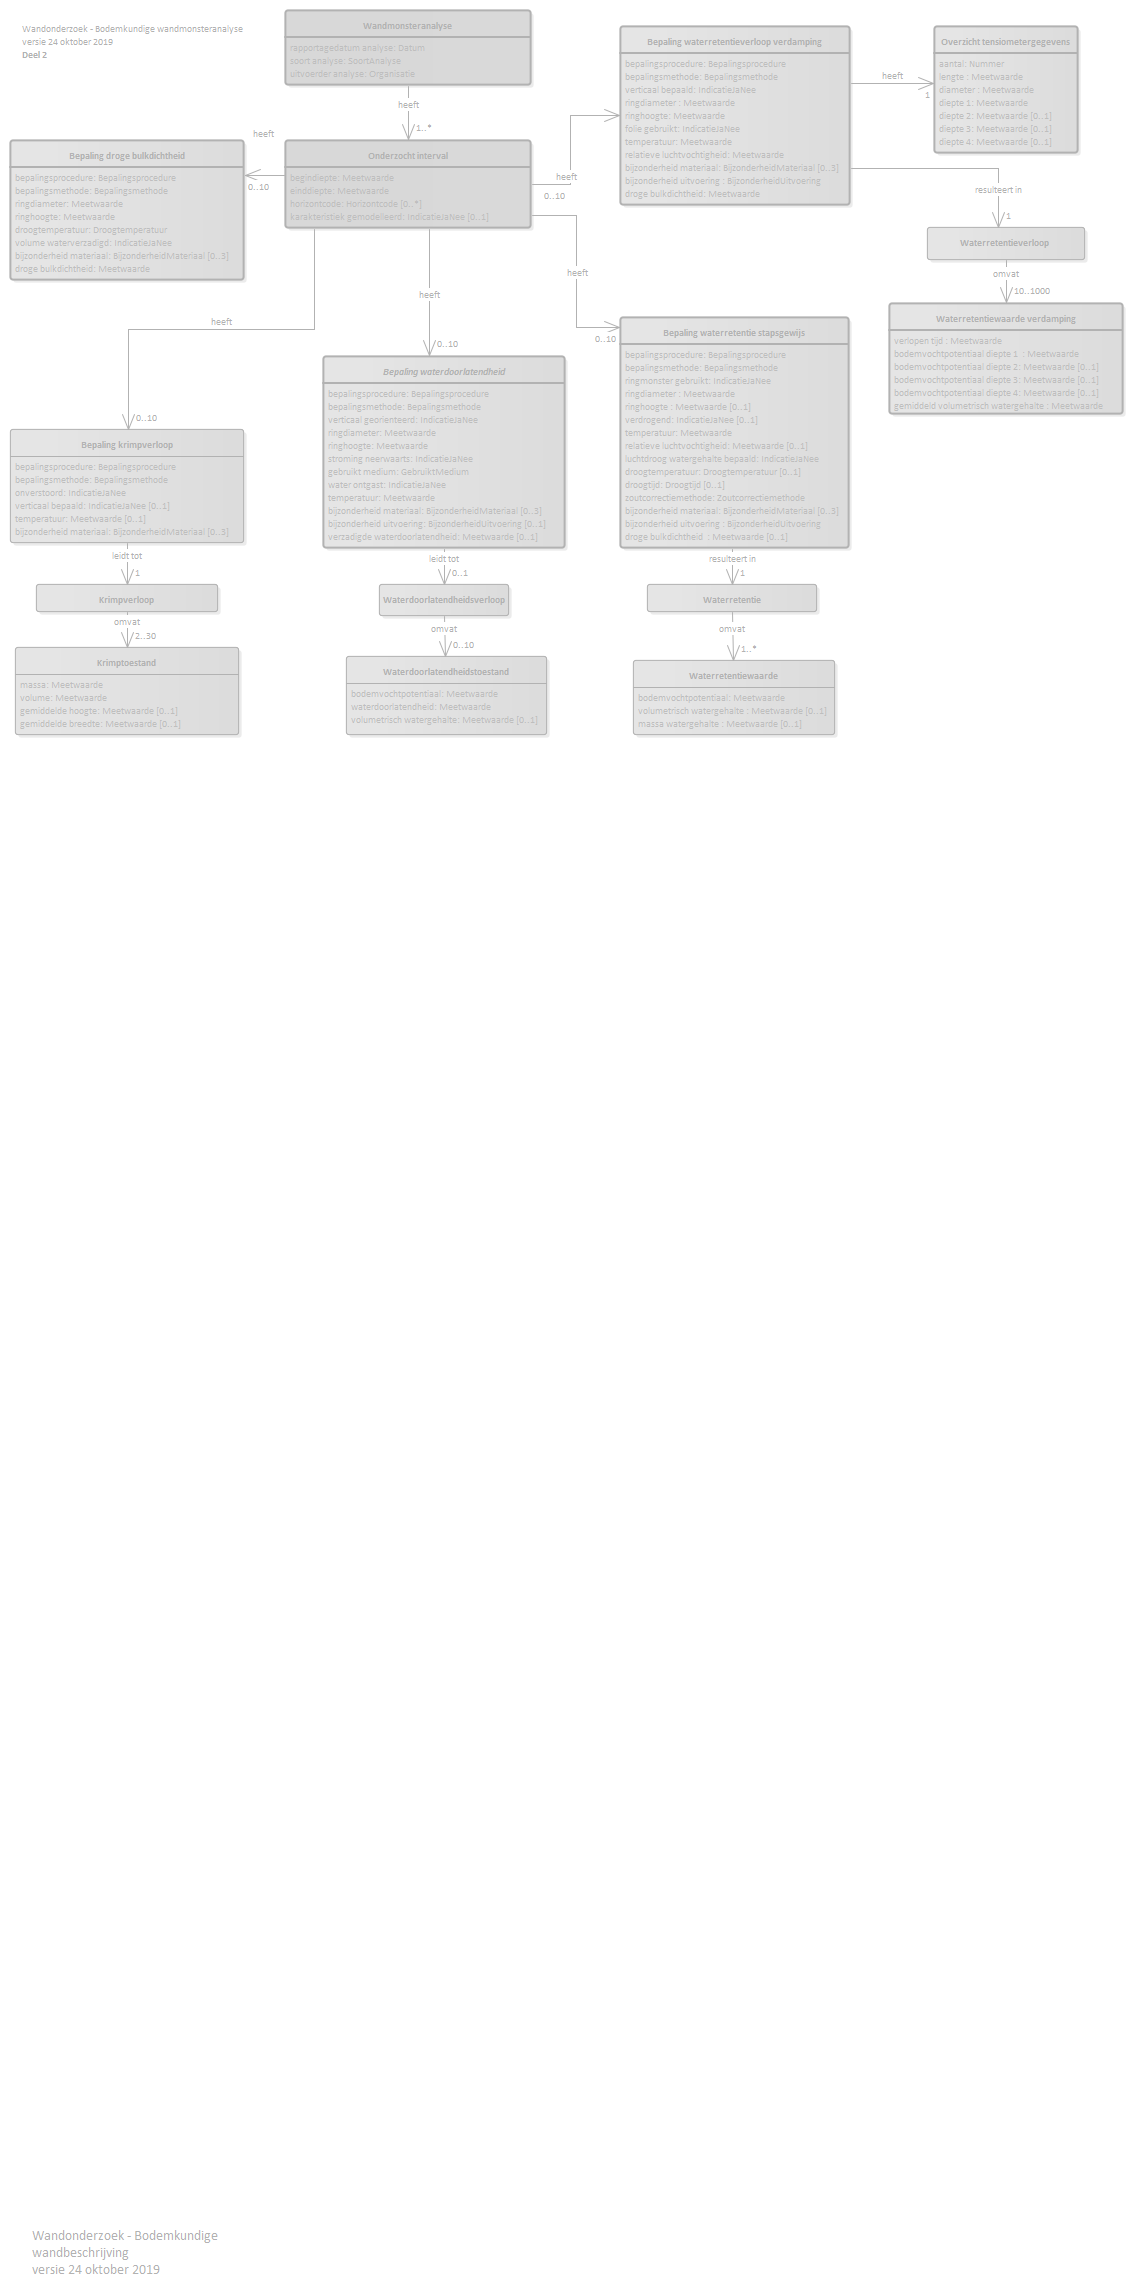 Wandonderzoek - Bodemkundige wandmonsteranalyse
versie 24 oktober 2019
Deel 2
Wandmonsteranalyse
rapportagedatum analyse: Datum
soort analyse: SoortAnalyse
uitvoerder analyse: Organisatie
heeft
1..*
Onderzocht interval
begindiepte: Meetwaarde
einddiepte: Meetwaarde
horizontcode: Horizontcode [0..*]
karakteristiek gemodelleerd: IndicatieJaNee [0..1]
heeft
0..10
Bepaling droge bulkdichtheid
bepalingsprocedure: Bepalingsprocedure
bepalingsmethode: Bepalingsmethode
ringdiameter: Meetwaarde
ringhoogte: Meetwaarde
droogtemperatuur: Droogtemperatuur
volume waterverzadigd: IndicatieJaNee
bijzonderheid materiaal: BijzonderheidMateriaal [0..3]
droge bulkdichtheid: Meetwaarde
heeft
0..10
Bepaling waterretentieverloop verdamping
bepalingsprocedure: Bepalingsprocedure
bepalingsmethode: Bepalingsmethode
verticaal bepaald: IndicatieJaNee
ringdiameter : Meetwaarde
ringhoogte: Meetwaarde
folie gebruikt: IndicatieJaNee
temperatuur: Meetwaarde
relatieve luchtvochtigheid: Meetwaarde
bijzonderheid materiaal: BijzonderheidMateriaal [0..3]
bijzonderheid uitvoering : BijzonderheidUitvoering
droge bulkdichtheid: Meetwaarde
heeft
1
Overzicht tensiometergegevens
aantal: Nummer
lengte : Meetwaarde
diameter : Meetwaarde
diepte 1: Meetwaarde
diepte 2: Meetwaarde [0..1]
diepte 3: Meetwaarde [0..1]
diepte 4: Meetwaarde [0..1]
resulteert in
1
Waterretentieverloop
omvat
10..1000
Waterretentiewaarde verdamping
verlopen tijd : Meetwaarde
bodemvochtpotentiaal diepte 1  : Meetwaarde
bodemvochtpotentiaal diepte 2: Meetwaarde [0..1]
bodemvochtpotentiaal diepte 3: Meetwaarde [0..1]
bodemvochtpotentiaal diepte 4: Meetwaarde [0..1]
gemiddeld volumetrisch watergehalte : Meetwaarde
heeft
0..10
Bepaling krimpverloop
bepalingsprocedure: Bepalingsprocedure
bepalingsmethode: Bepalingsmethode
onverstoord: IndicatieJaNee
verticaal bepaald: IndicatieJaNee [0..1]
temperatuur: Meetwaarde [0..1]
bijzonderheid materiaal: BijzonderheidMateriaal [0..3]
leidt tot
1
Krimpverloop
omvat
2..30
Krimptoestand
massa: Meetwaarde
volume: Meetwaarde
gemiddelde hoogte: Meetwaarde [0..1]
gemiddelde breedte: Meetwaarde [0..1]
heeft
0..10
Bepaling waterdoorlatendheid
bepalingsprocedure: Bepalingsprocedure
bepalingsmethode: Bepalingsmethode
verticaal georienteerd: IndicatieJaNee
ringdiameter: Meetwaarde
ringhoogte: Meetwaarde
stroming neerwaarts: IndicatieJaNee
gebruikt medium: GebruiktMedium
water ontgast: IndicatieJaNee
temperatuur: Meetwaarde
bijzonderheid materiaal: BijzonderheidMateriaal [0..3]
bijzonderheid uitvoering: BijzonderheidUitvoering [0..1]
verzadigde waterdoorlatendheid: Meetwaarde [0..1]
leidt tot
0..1
Waterdoorlatendheidsverloop
omvat
0..10
Waterdoorlatendheidstoestand
bodemvochtpotentiaal: Meetwaarde
waterdoorlatendheid: Meetwaarde
volumetrisch watergehalte: Meetwaarde [0..1]
heeft
0..10
Bepaling waterretentie stapsgewijs
bepalingsprocedure: Bepalingsprocedure
bepalingsmethode: Bepalingsmethode
ringmonster gebruikt: IndicatieJaNee
ringdiameter : Meetwaarde
ringhoogte : Meetwaarde [0..1]
verdrogend: IndicatieJaNee [0..1]
temperatuur: Meetwaarde
relatieve luchtvochtigheid: Meetwaarde [0..1]
luchtdroog watergehalte bepaald: IndicatieJaNee
droogtemperatuur: Droogtemperatuur [0..1]
droogtijd: Droogtijd [0..1]
zoutcorrectiemethode: Zoutcorrectiemethode
bijzonderheid materiaal: BijzonderheidMateriaal [0..3]
bijzonderheid uitvoering : BijzonderheidUitvoering
droge bulkdichtheid  : Meetwaarde [0..1]
resulteert in
1
Waterretentie
omvat
1..*
Waterretentiewaarde
bodemvochtpotentiaal: Meetwaarde
volumetrisch watergehalte : Meetwaarde [0..1]
massa watergehalte : Meetwaarde [0..1]
Wandonderzoek - Bodemkundige
wandbeschrijving
versie 24 oktober 2019